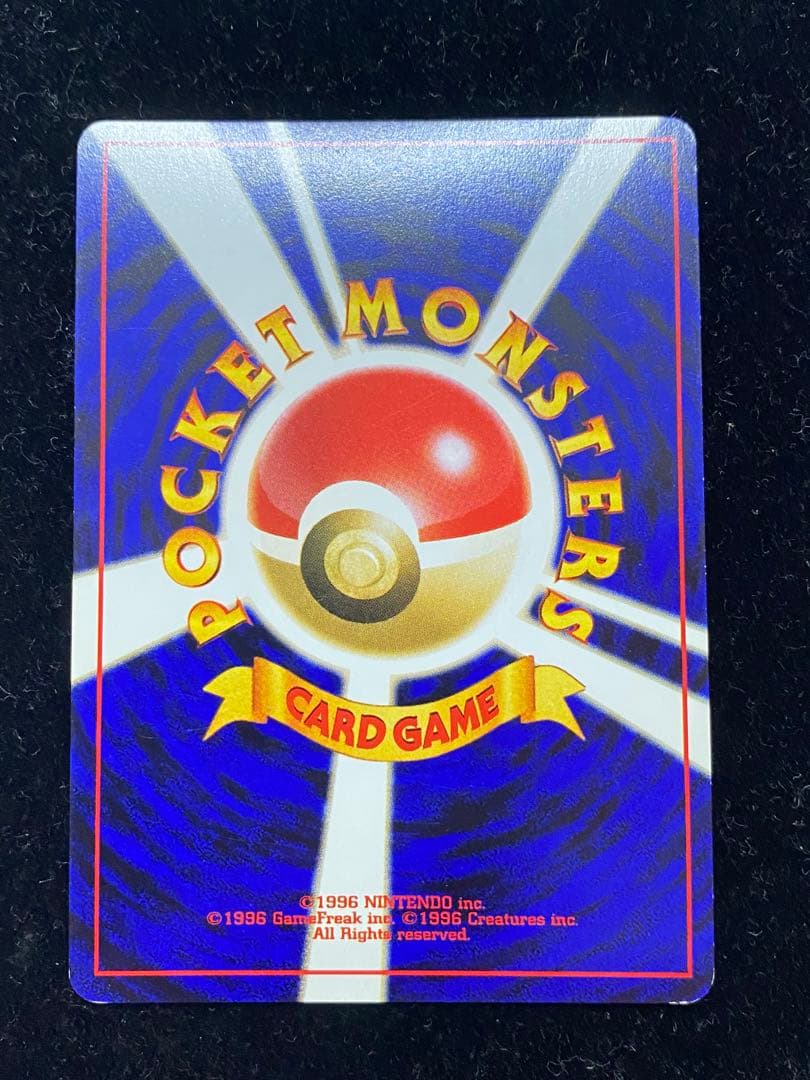 POCKET MONSTERS
CARD GAME
©1996 NINTENDO inc.
©1996 GameFreak inc. ©1996 Creatures inc.
All Rights reserved.